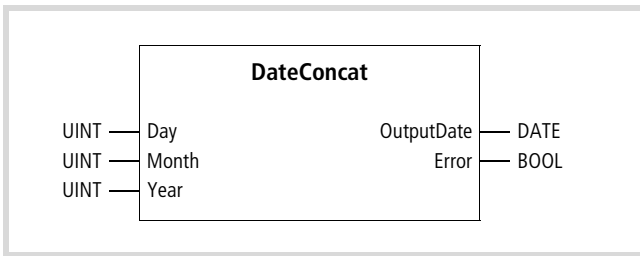 DateConcat
UINT Day OutputDate DATE
UINT Month Error BOOL
UINT Year